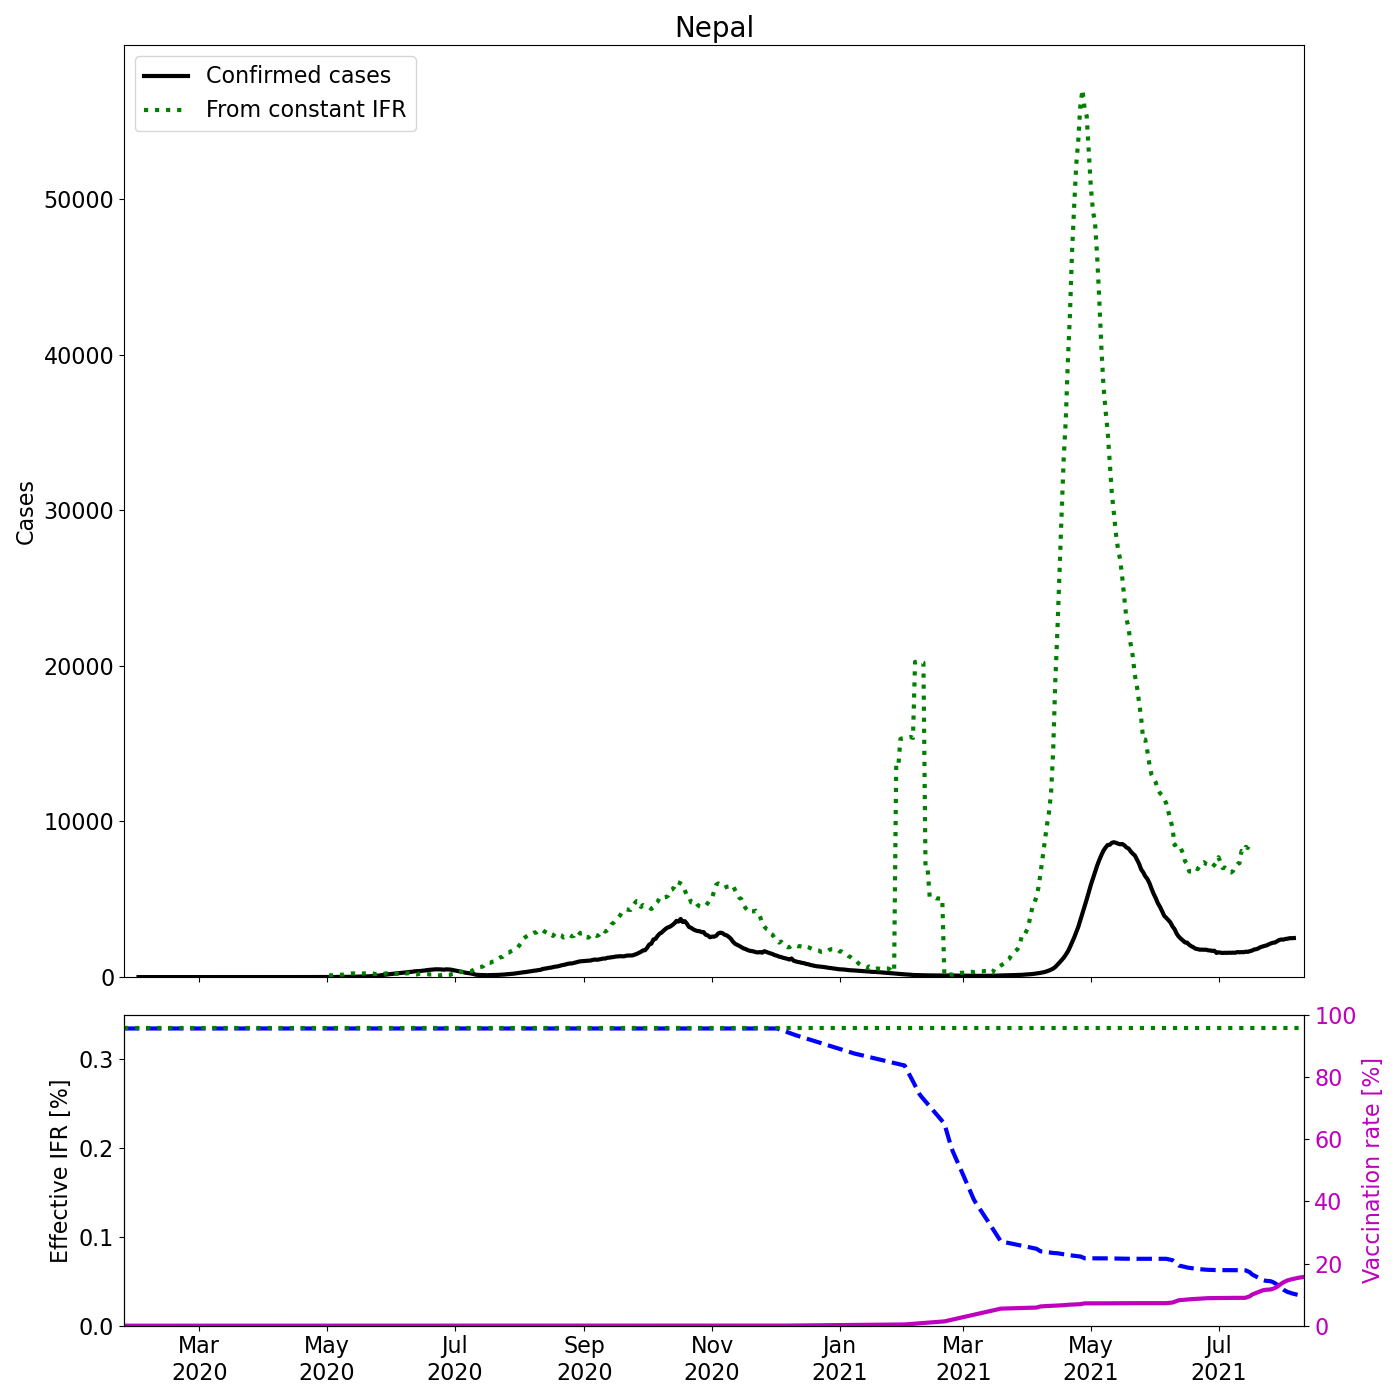 Nepal
Confirmed cases
From constant IFR
50000
40000
30000
20000
10000
0
Cases
0.3
0.2
0.1
0.0
Effective IFR [%]
100
80
60
40
20
0
Vaccination rate [%]
Mar May Jul Sep Nov Jan Mar May Jul
2020 2020 2020 2020 2020 2021 2021 2021 2021